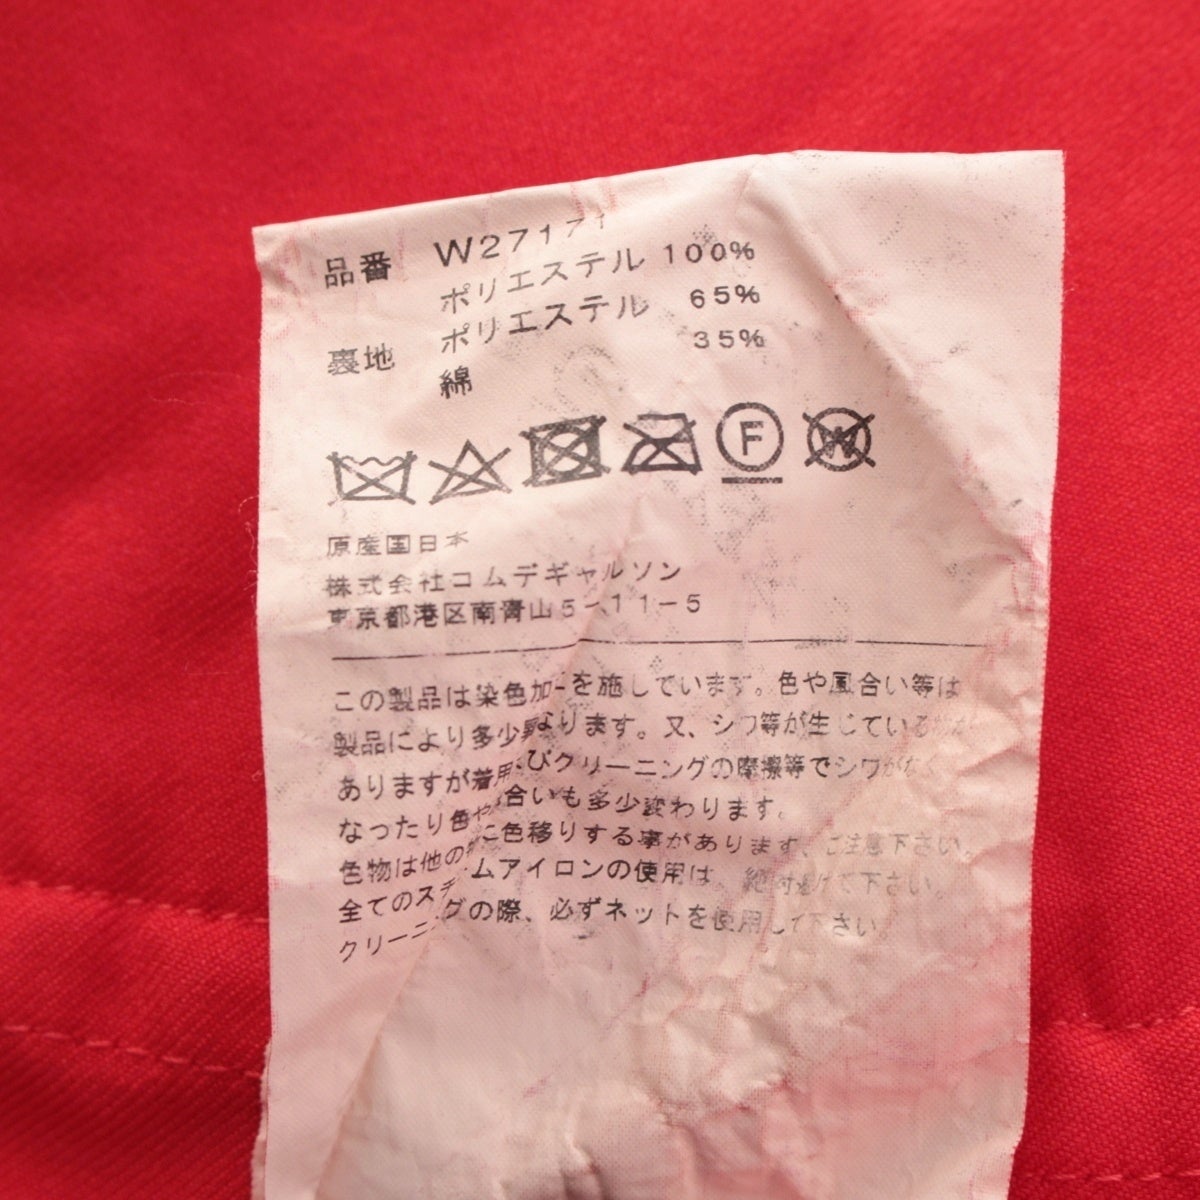 品番 W27171
ポリエステル 100%
裏地 ポリエステル 65%
綿 35%
F
W
原産国日本
株式会社コムデギャルソン
東京都港区南青山5-11-5
この製品は染色加工を施しています。色や風合い等は
製品により多少異なります。又、シワ等が生じている物が
ありますが着用及びクリーニングの摩擦等でシワがなく
なったり色や風合いも多少変わります。
色物は他の物に色移りする事があります、ご注意下さい。
全てのスチームアイロンの使用は、絶対避けて下さい。
クリーニングの際、必ずネットを使用して下さい。